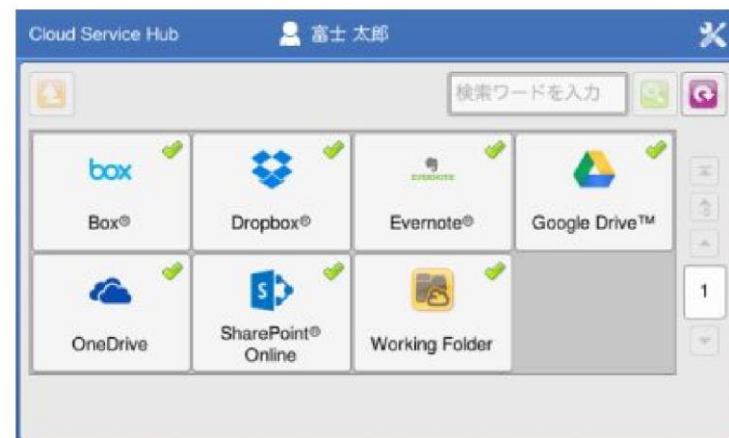 Cloud Service Hub 富士 太郎
検索ワードを入力
box
EVERNOTE
Box® Dropbox® Evernote® Google Drive™
S
OneDrive SharePoint® Online Working Folder
1